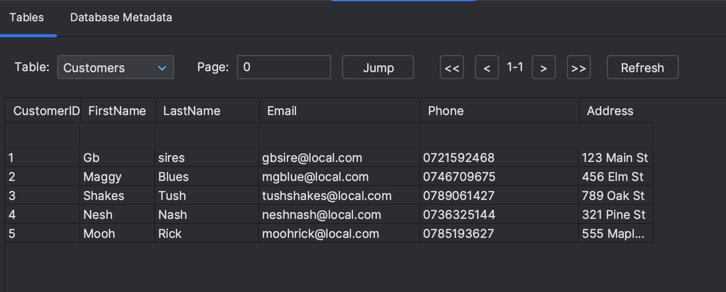 Tables Database Metadata
Table: Customers Page: 0 Jump << < 1-1 > >> Refresh
CustomerID FirstName LastName Email Phone Address
1 Gb sires gbsire@local.com 0721592468 123 Main St
2 Maggy Blues mgblue@local.com 0746709675 456 Elm St
3 Shakes Tush tushshakes@local.com 0789061427 789 Oak St
4 Nesh Nash neshnash@local.com 0736325144 321 Pine St
5 Mooh Rick moohrick@local.com 0785193627 555 Mapl...